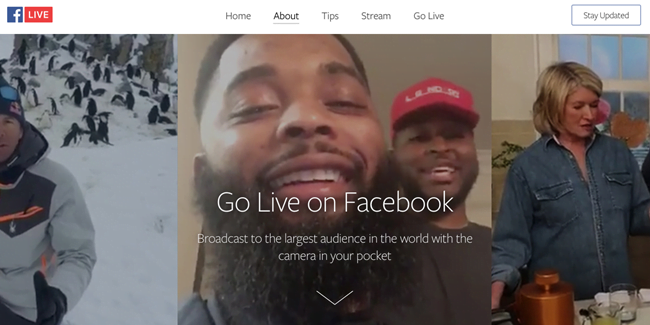 f LIVE
Home About Tips Stream Go Live
Stay Updated
Go Live on Facebook
Broadcast to the largest audience in the world with the
camera in your pocket